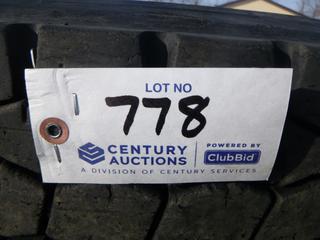 LOT NO
778
CENTURY AUCTIONS
POWERED BY
ClubBid
A DIVISION OF CENTURY SERVICES